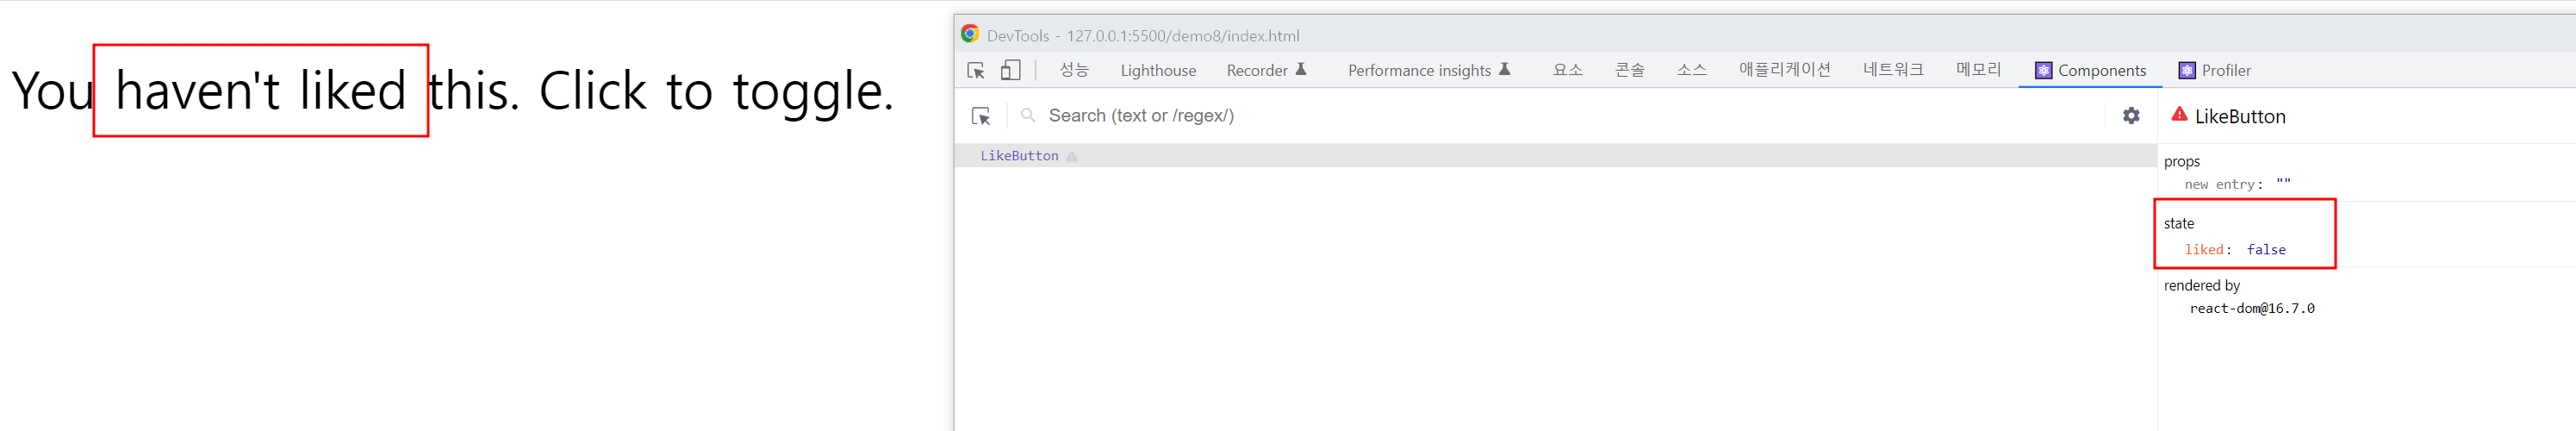 You haven't liked this. Click to toggle.
DevTools - 127.0.0.1:5500/demo8/index.html
성능 Lighthouse Recorder Performance insights 요소 콘솔 소스 애플리케이션 네트워크 메모리 Components Profiler
Search (text or /regex/)
LikeButton
LikeButton
props
new entry: ""
state
liked: false
rendered by
react-dom@16.7.0